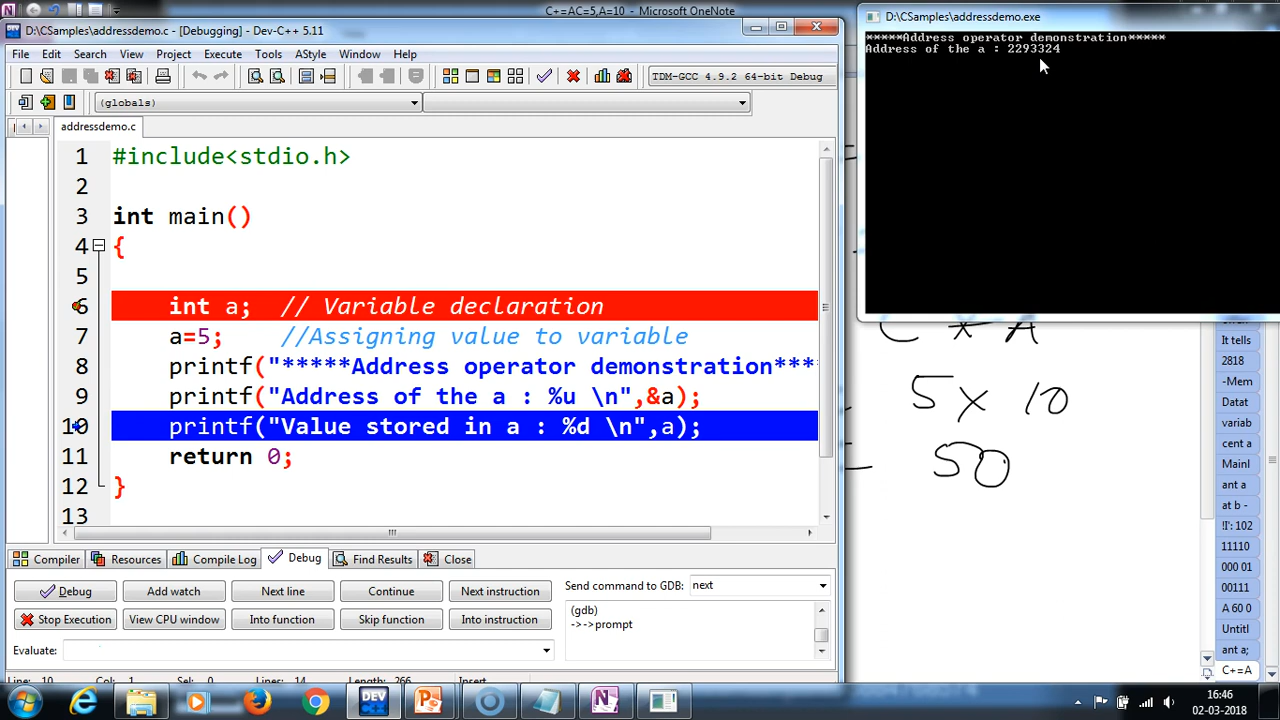 C+=AC=5,A=10 - Microsoft OneNote
D:\CSamples\addressdemo.c - [Debugging] - Dev-C++ 5.11
File Edit Search View Project Execute Tools AStyle Window Help
TDM-GCC 4.9.2 64-bit Debug
(globals)
addressdemo.c
1 #include<stdio.h>
2
3 int main()
4 {
5
6 int a; // Variable declaration
7 a=5; //Assigning value to variable
8 printf("*****Address operator demonstration****
9 printf("Address of the a : %u \n",&a);
10 printf("Value stored in a : %d \n",a);
11 return 0;
12 }
13
Compiler Resources Compile Log Debug Find Results Close
Debug Add watch Next line Continue Next instruction
Send command to GDB: next
Stop Execution View CPU window Into function Skip function Into instruction
(gdb)
->->prompt
Evaluate:
Line: 10 Col: 1 Sel: 0 Lines: 14 Length: 266 Insert
D:\CSamples\addressdemo.exe
*****Address operator demonstration*****
Address of the a : 2293324
C x A
5 x 10
50
It tells
2818
-Mem
Datat
variab
cent a
Mainl
ant a
at b -
!T': 102
11110
000 01
00111
A 60 0
Untitl
ant a;
C+=A
DEV
16:46
02-03-2018